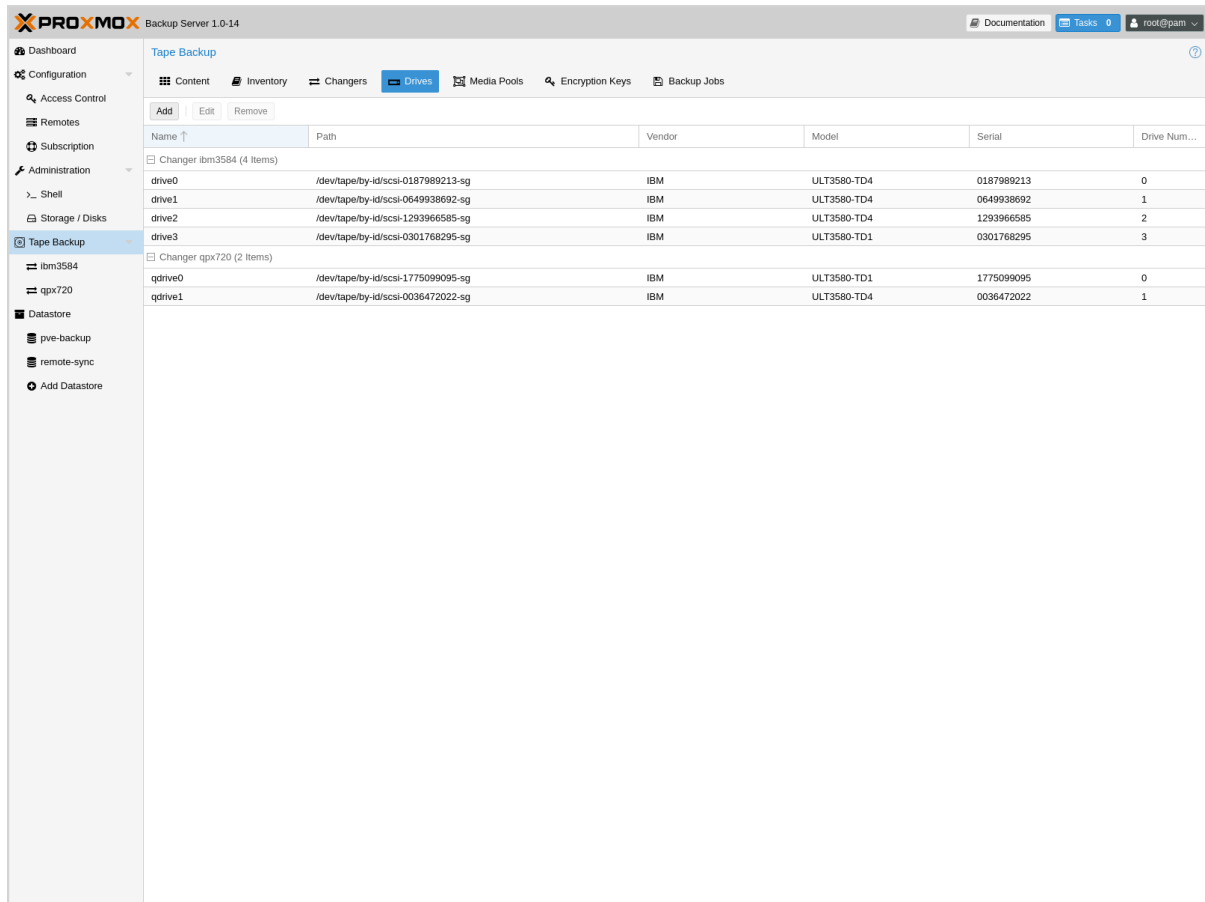 PROXMOX Backup Server 1.0-14 Documentation Tasks 0 root@pam
Dashboard
Configuration
Access Control
Remotes
Subscription
Administration
Shell
Storage / Disks
Tape Backup
ibm3584
qpx720
Datastore
pve-backup
remote-sync
Add Datastore
Tape Backup
Content Inventory Changers Drives Media Pools Encryption Keys Backup Jobs
Add Edit Remove
Name Path Vendor Model Serial Drive Num...
Changer ibm3584 (4 Items)
drive0 /dev/tape/by-id/scsi-0187989213-sg IBM ULT3580-TD4 0187989213 0
drive1 /dev/tape/by-id/scsi-0649938692-sg IBM ULT3580-TD4 0649938692 1
drive2 /dev/tape/by-id/scsi-1293966585-sg IBM ULT3580-TD4 1293966585 2
drive3 /dev/tape/by-id/scsi-0301768295-sg IBM ULT3580-TD1 0301768295 3
Changer qpx720 (2 Items)
qdrive0 /dev/tape/by-id/scsi-1775099095-sg IBM ULT3580-TD1 1775099095 0
qdrive1 /dev/tape/by-id/scsi-0036472022-sg IBM ULT3580-TD4 0036472022 1